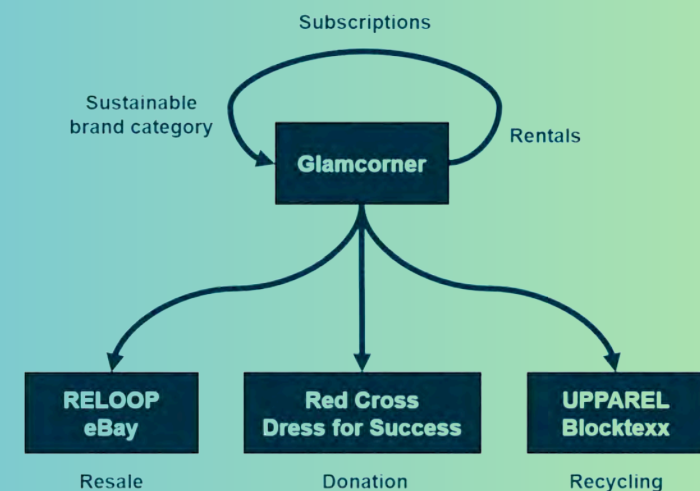 Subscriptions
Sustainable
brand category
Rentals
Glamcorner
RELOOP
eBay
Red Cross
Dress for Success
UPPAREL
Blocktexx
Resale
Donation
Recycling